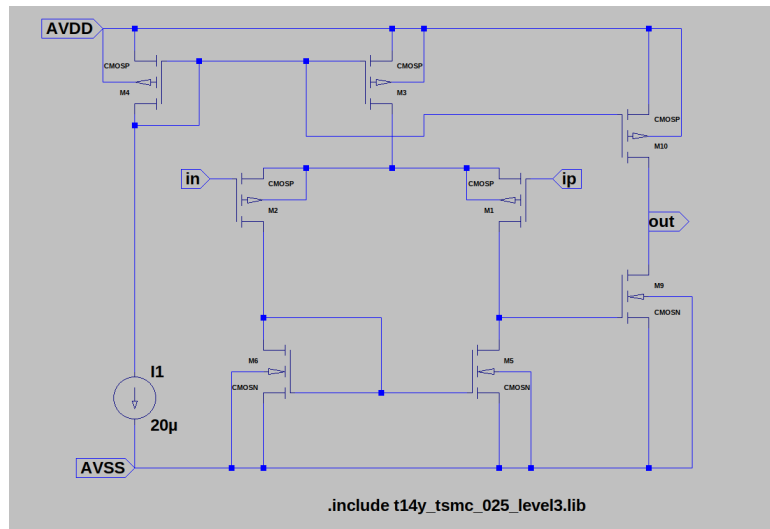 AVDD
CMOSP
M4
CMOSP
M3
CMOSP
M10
in
CMOSP
M2
CMOSP
M1
ip
out
M9
CMOSN
M6
CMOSN
M5
CMOSN
I1
20µ
AVSS
.include t14y_tsmc_025_level3.lib